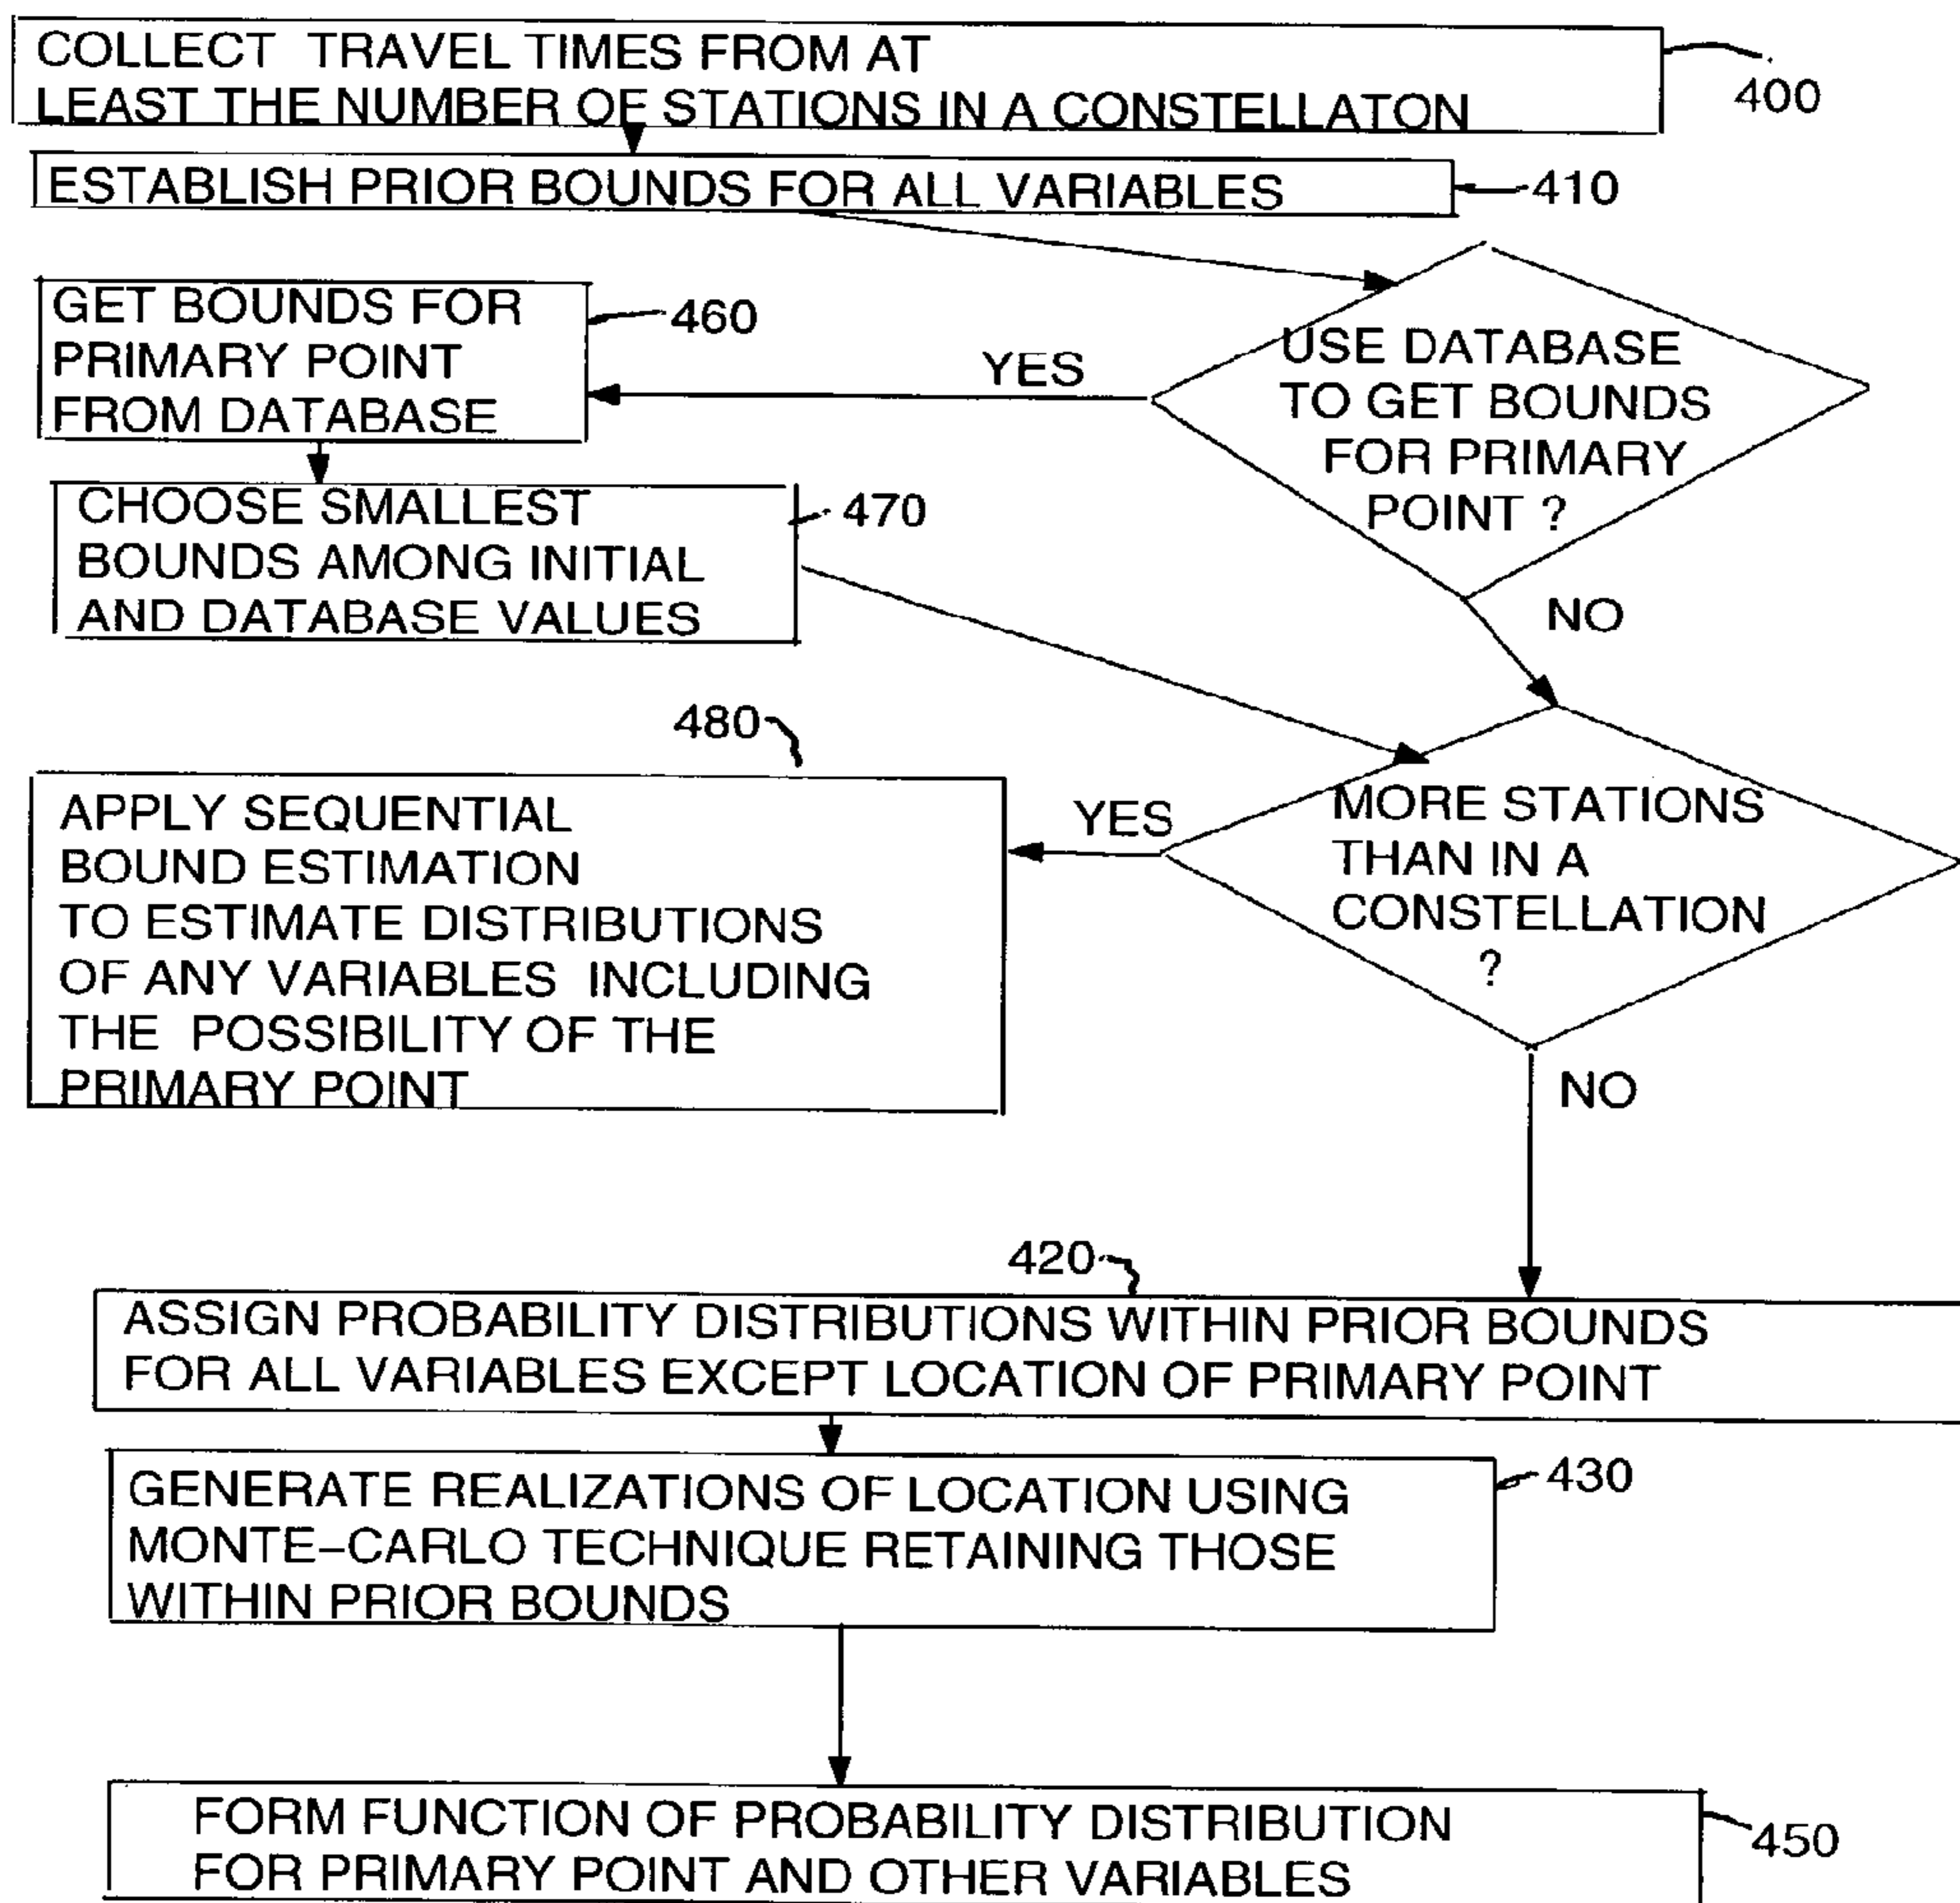 COLLECT TRAVEL TIMES FROM AT
LEAST THE NUMBER OF STATIONS IN A CONSTELLATON
400
ESTABLISH PRIOR BOUNDS FOR ALL VARIABLES
410
GET BOUNDS FOR
PRIMARY POINT
FROM DATABASE
460
YES
USE DATABASE
TO GET BOUNDS
FOR PRIMARY
POINT ?
NO
CHOOSE SMALLEST
BOUNDS AMONG INITIAL
AND DATABASE VALUES
470
480
APPLY SEQUENTIAL
BOUND ESTIMATION
TO ESTIMATE DISTRIBUTIONS
OF ANY VARIABLES INCLUDING
THE POSSIBILITY OF THE
PRIMARY POINT
YES
MORE STATIONS
THAN IN A
CONSTELLATION
?
NO
420
ASSIGN PROBABILITY DISTRIBUTIONS WITHIN PRIOR BOUNDS
FOR ALL VARIABLES EXCEPT LOCATION OF PRIMARY POINT
GENERATE REALIZATIONS OF LOCATION USING
MONTE-CARLO TECHNIQUE RETAINING THOSE
WITHIN PRIOR BOUNDS
430
FORM FUNCTION OF PROBABILITY DISTRIBUTION
FOR PRIMARY POINT AND OTHER VARIABLES
450